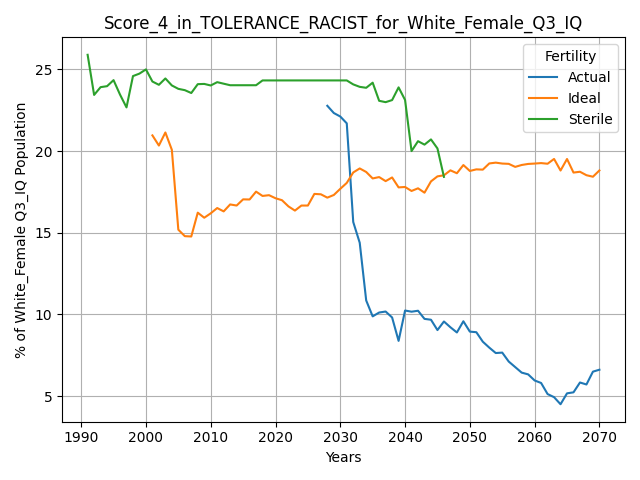 Score_4_in_TOLERANCE_RACIST_for_White_Female_Q3_IQ
Fertility
Actual
Ideal
Sterile
% of White_Female Q3_IQ Population
25
20
15
10
5
1990 2000 2010 2020 2030 2040 2050 2060 2070
Years